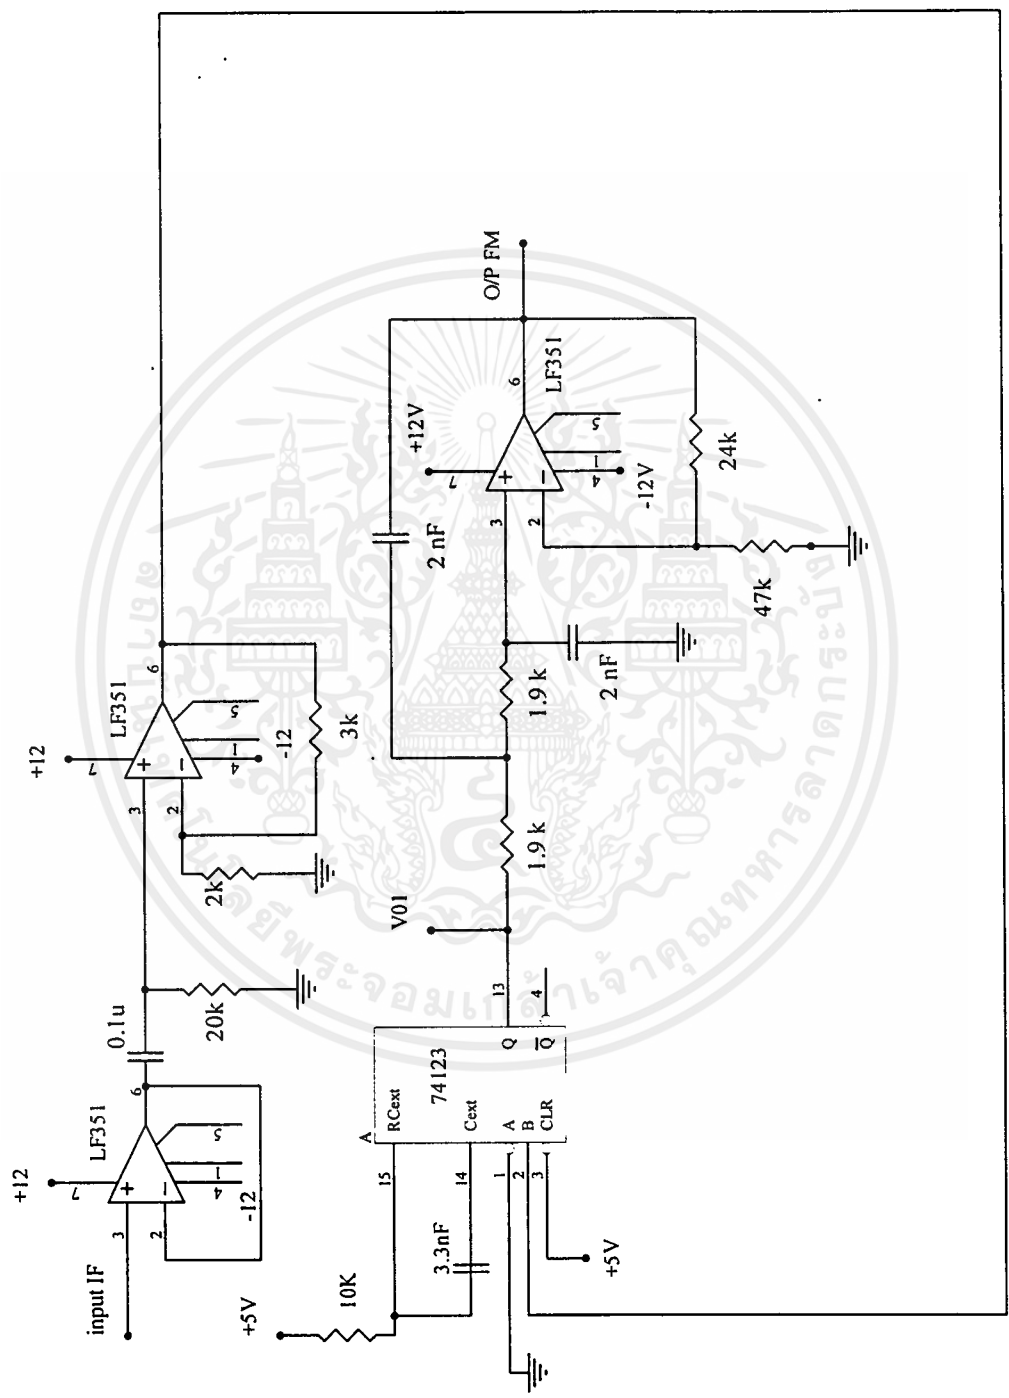 input IF
+12
3
2
7
4
1
5
6
LF351
-12
0.1u
20k
+12
3
2
7
4
1
5
6
LF351
-12
2k
3k
+5V
10K
3.3nF
15
14
1
2
3
A
RCext
Cext
A
B
CLR
74123
Q
Q
13
4
+5V
V01
1.9 k
1.9 k
2 nF
2 nF
+12V
3
2
7
4
1
5
6
LF351
-12V
47k
24k
O/P FM